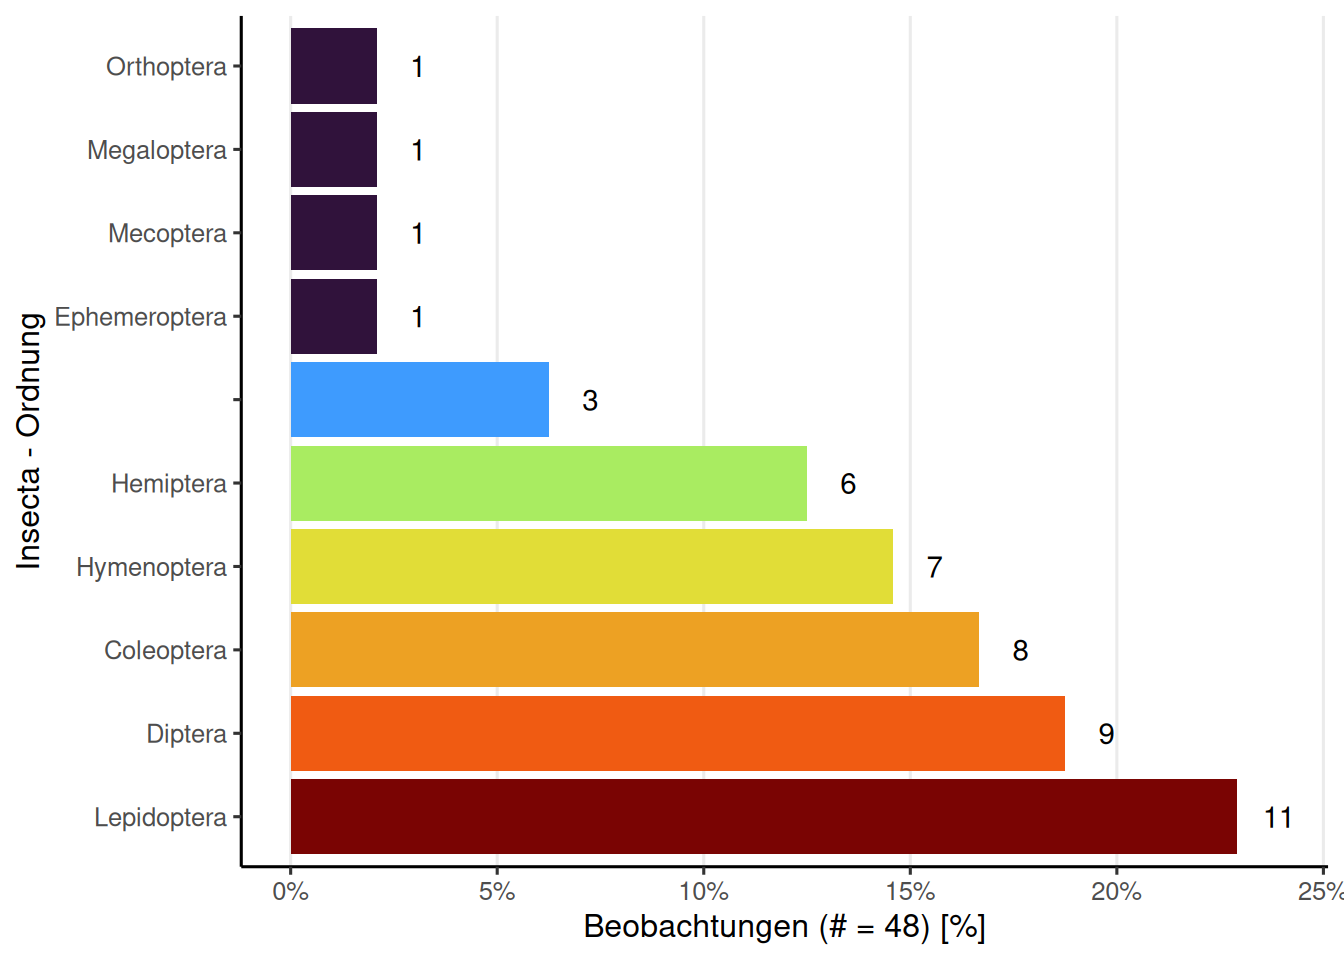 Orthoptera 1
Megaloptera 1
Mecoptera 1
Ephemeroptera 1
3
Hemiptera 6
Hymenoptera 7
Coleoptera 8
Diptera 9
Lepidoptera 11
0% 5% 10% 15% 20% 25%
Beobachtungen (# = 48) [%]
Insecta - Ordnung